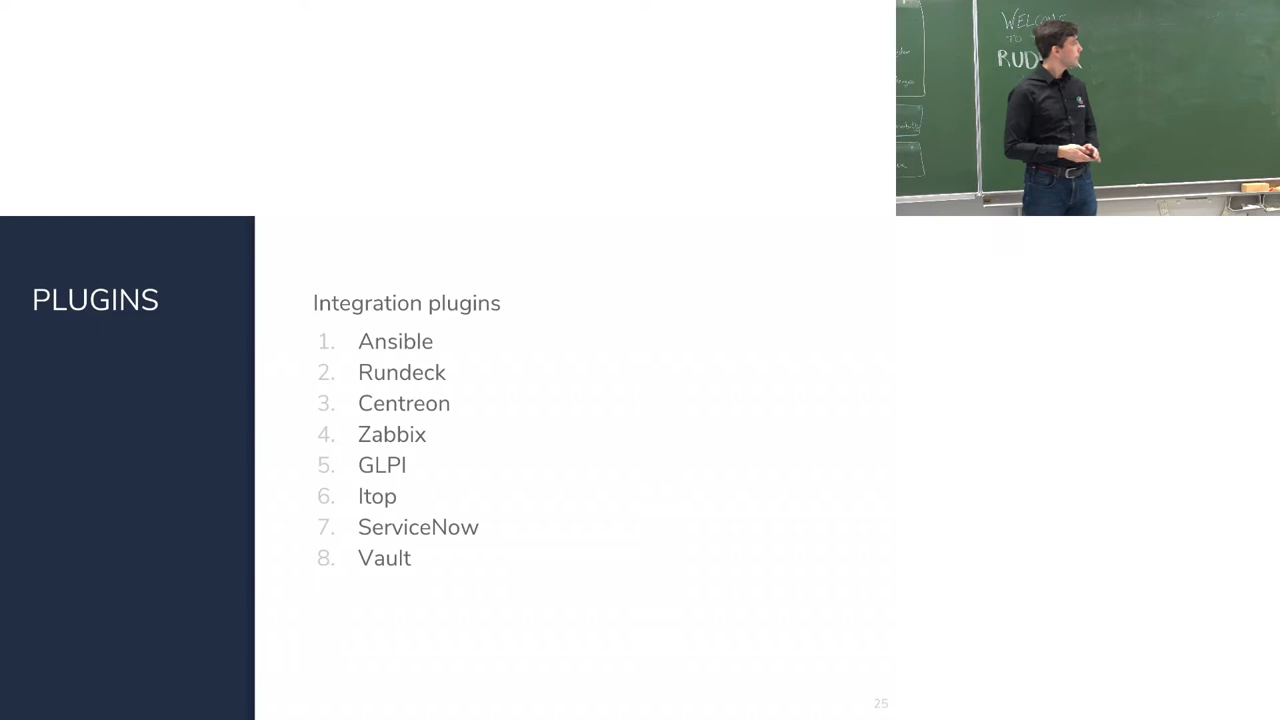 WELCOME
TO
RUD
PLUGINS
Integration plugins
1. Ansible
2. Rundeck
3. Centreon
4. Zabbix
5. GLPI
6. Itop
7. ServiceNow
8. Vault
25